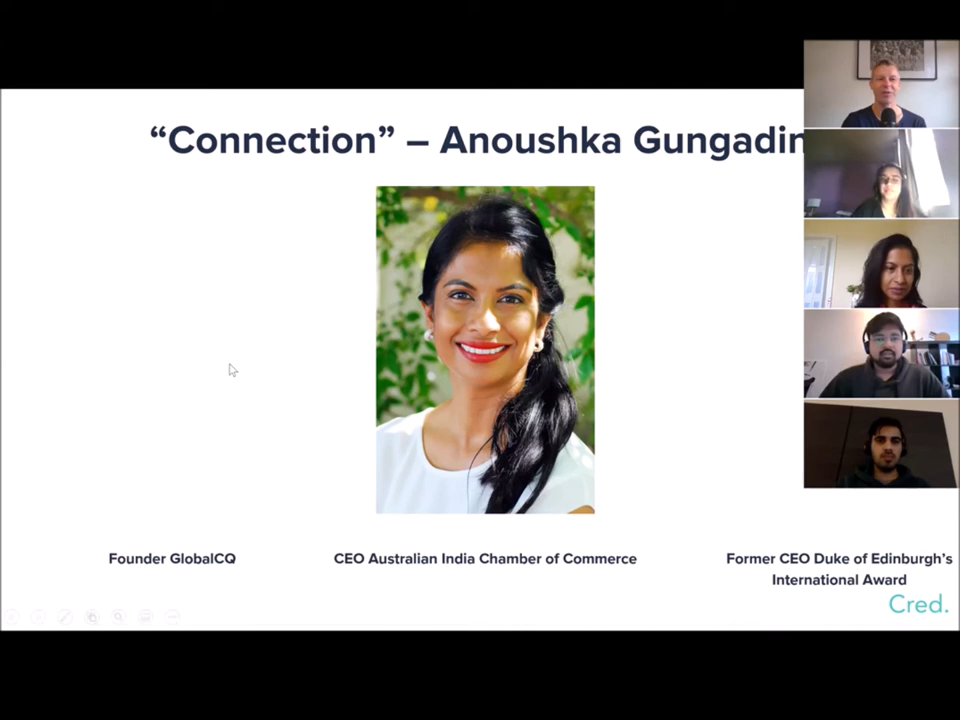 “Connection” – Anoushka Gungadin
Founder GlobalCQ
CEO Australian India Chamber of Commerce
Former CEO Duke of Edinburgh’s
International Award
Cred.